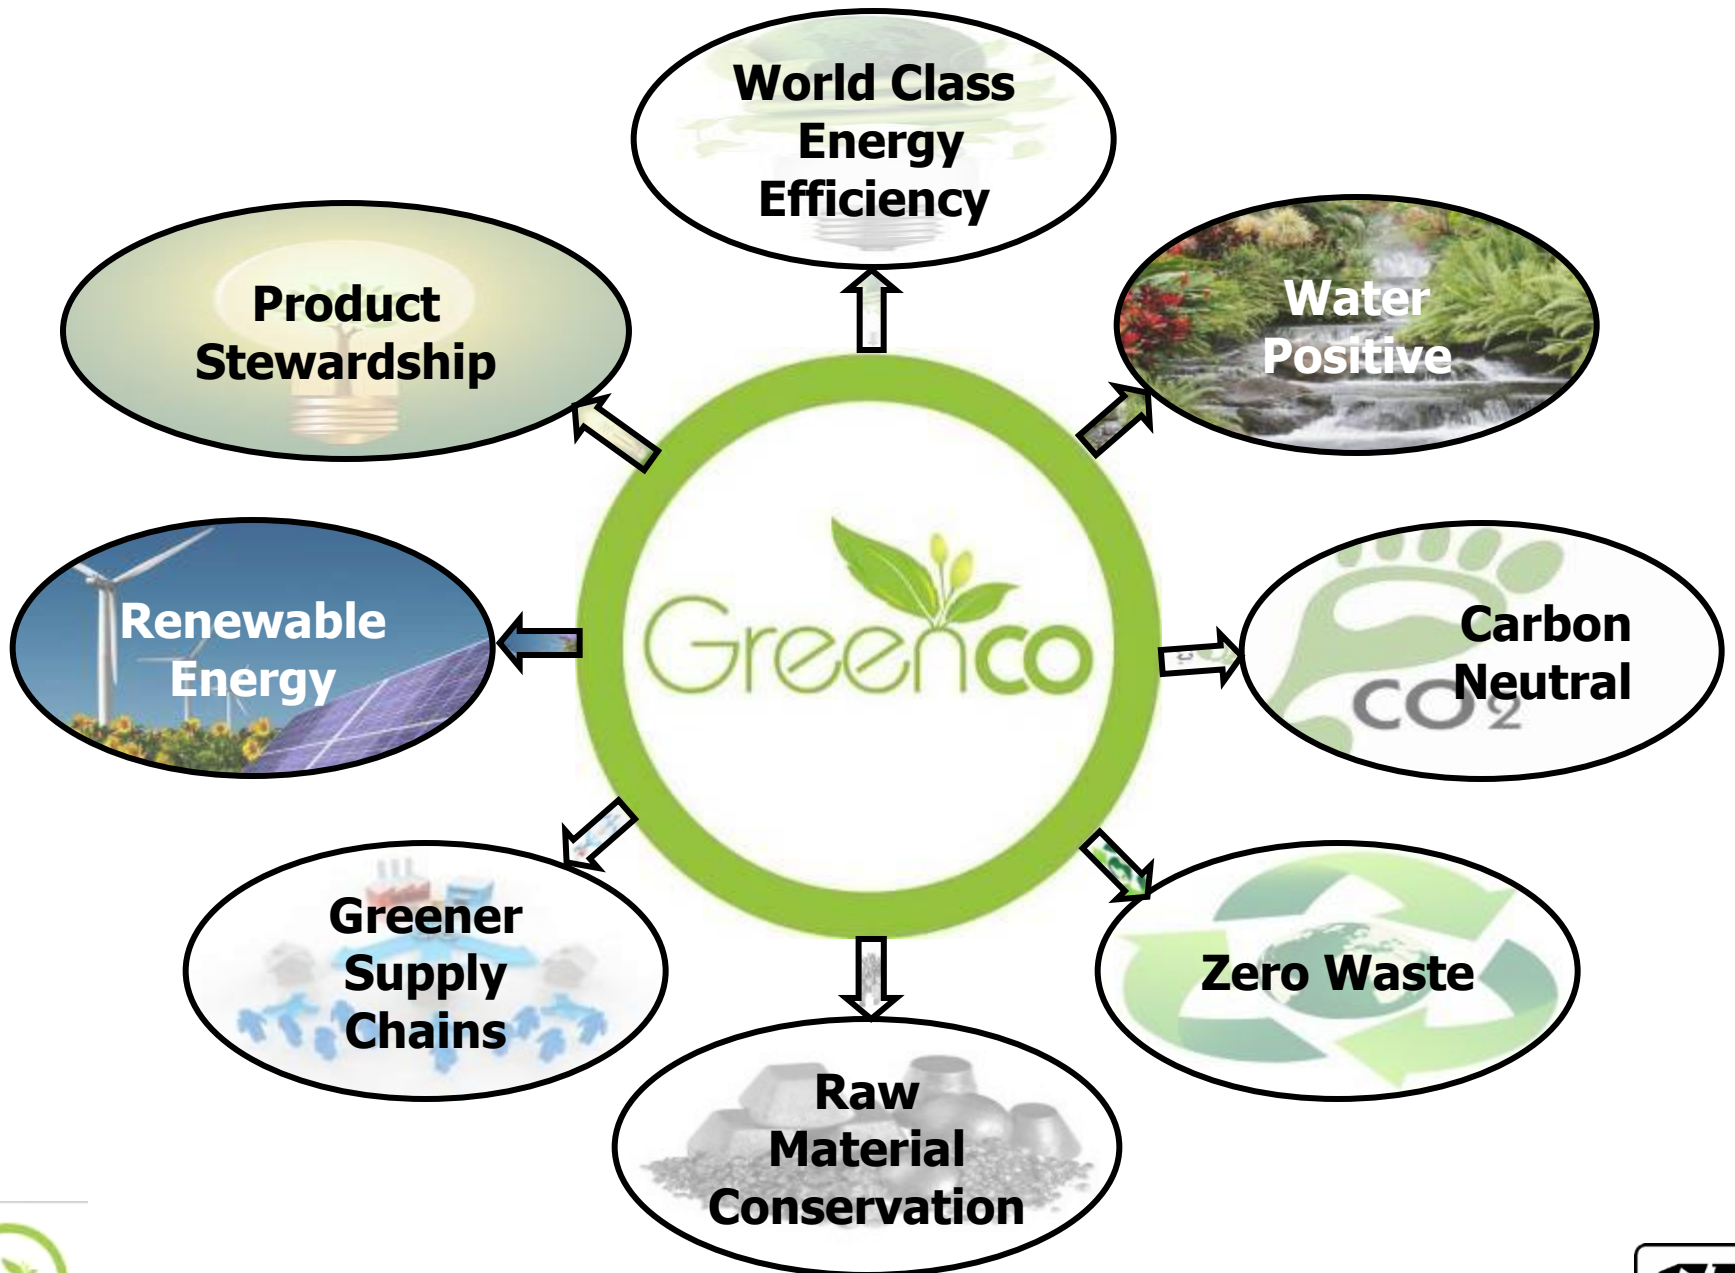 World Class
Energy
Efficiency
Water
Positive
Carbon
Neutral
CO2
Zero Waste
Raw
Material
Conservation
Greener
Supply
Chains
Renewable
Energy
Product
Stewardship
Greenco